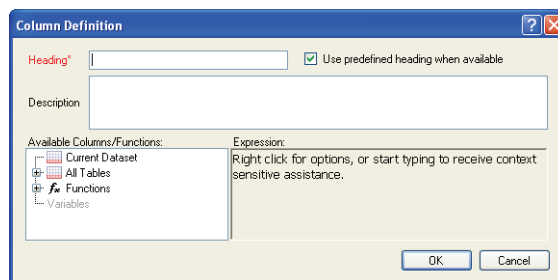 Column Definition
Heading*
Use predefined heading when available
Description
Available Columns/Functions:
Expression:
Current Dataset
All Tables
fx Functions
Variables
Right click for options, or start typing to receive context
sensitive assistance.
OK
Cancel